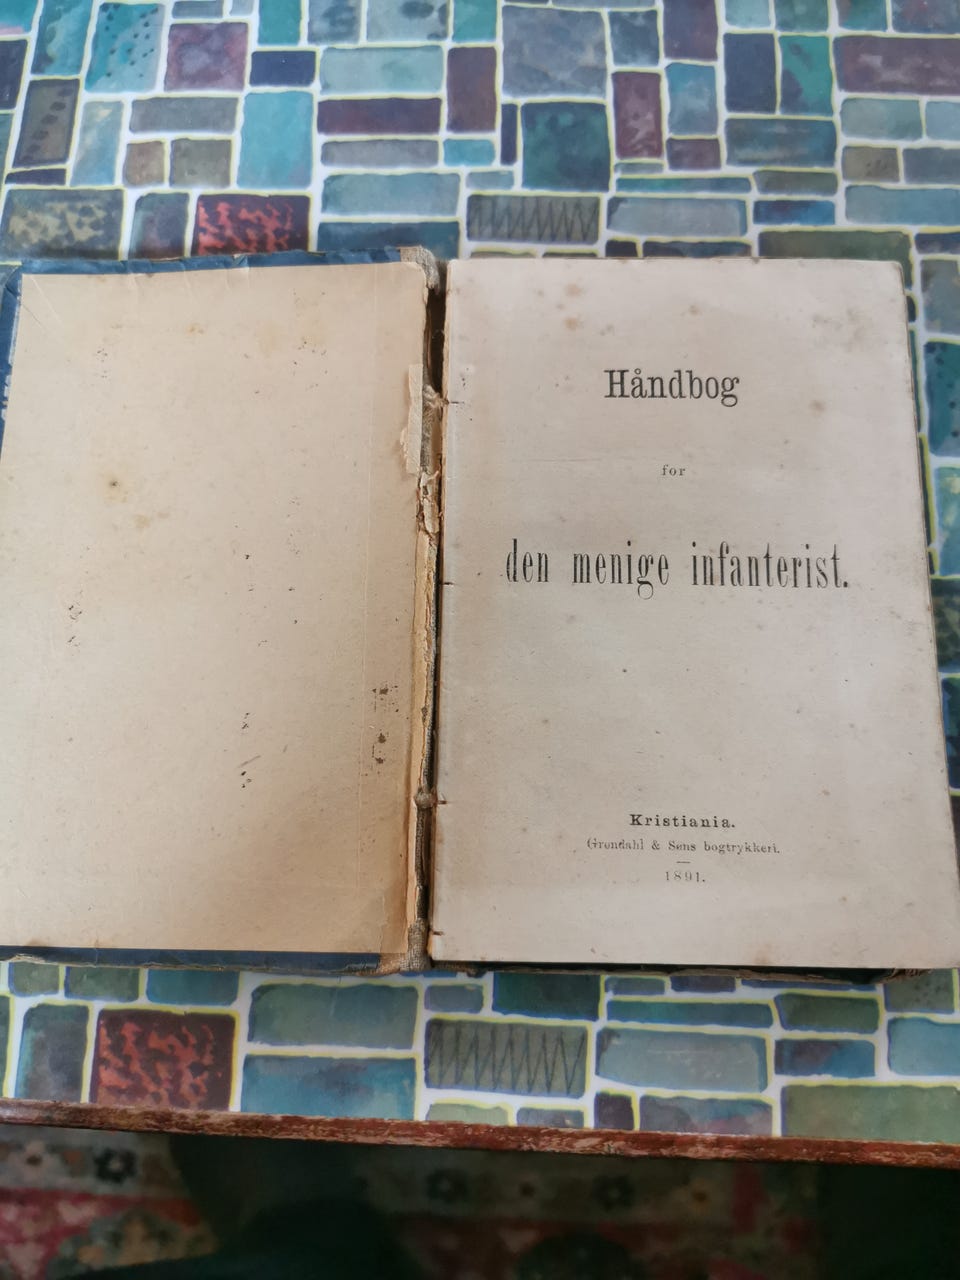 Håndbog
for
den menige infanterist.
Kristiania.
Grøndahl & Søns bogtrykkeri.
1891.